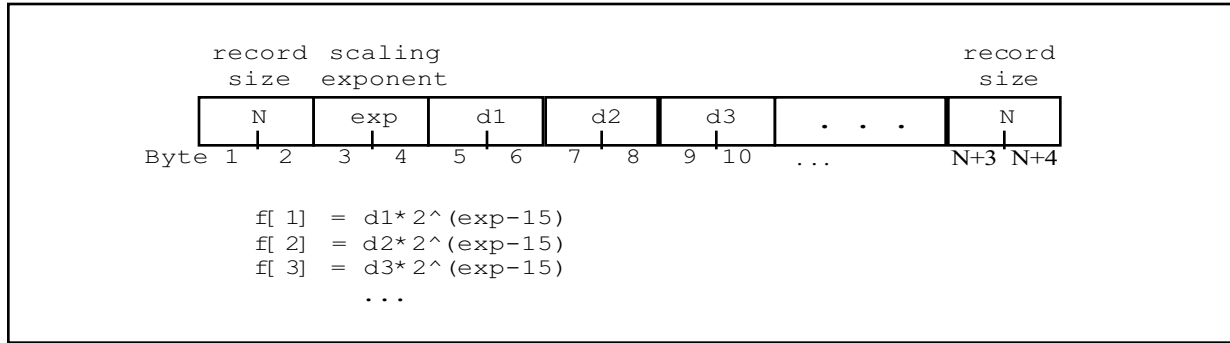 record scaling record
size exponent size
N exp d1 d2 d3 . . . N
Byte 1 2 3 4 5 6 7 8 9 10 ... N+3 N+4
f[ 1] = d1* 2^ (exp-15)
f[ 2] = d2* 2^ (exp-15)
f[ 3] = d3* 2^ (exp-15)
...